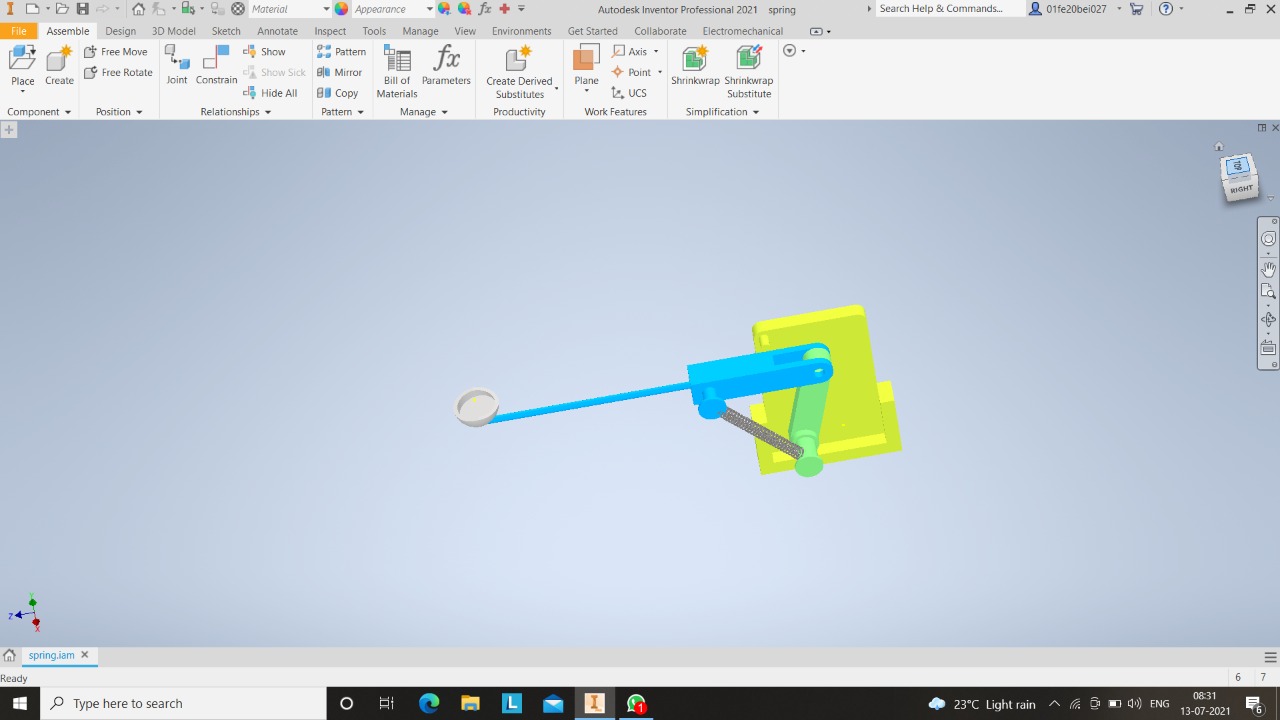 Material
Appearance
fx
Autodesk Inventor Professional 2021 spring
Search Help & Commands...
01fe20bei027
File
Assemble
Design
3D Model
Sketch
Annotate
Inspect
Tools
Manage
View
Environments
Get Started
Collaborate
Electromechanical
Place
Create
Component
Free Move
Free Rotate
Position
Joint
Constrain
Show
Show Sick
Hide All
Relationships
Pattern
Mirror
Copy
Pattern
Bill of
Materials
fx
Parameters
Manage
Create Derived
Substitutes
Productivity
Plane
Axis
Point
UCS
Work Features
Shrinkwrap
Shrinkwrap
Substitute
Simplification
RIGHT
Y
Z
X
spring.iam
Ready
6 7
Type here to search
L
I
1
23°C Light rain
ENG
08:31
13-07-2021
6